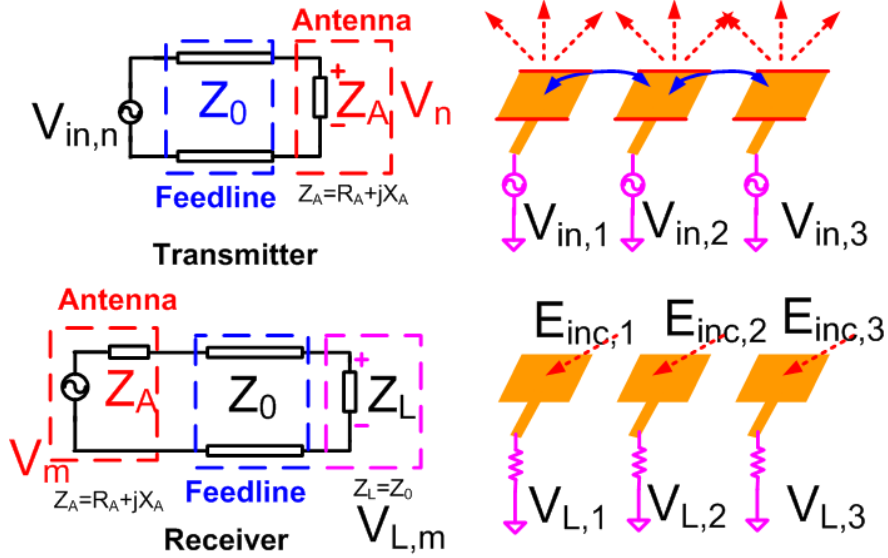 Antenna
V_in,n
Z_0
+
Z_A
-
V_n
Feedline
Z_A=R_A+jX_A
Transmitter
V_in,1
V_in,2
V_in,3
Antenna
Z_A
V_m
Z_A=R_A+jX_A
Z_0
Feedline
+
Z_L
-
Z_L=Z_0
V_L,m
Receiver
E_inc,1
E_inc,2
E_inc,3
V_L,1
V_L,2
V_L,3